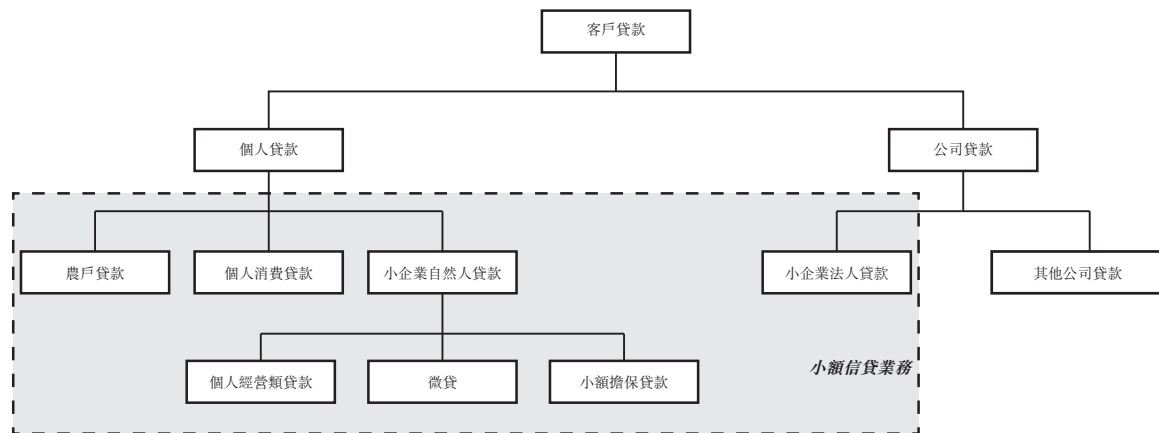 客戶貸款
個人貸款
公司貸款
農戶貸款
個人消費貸款
小企業自然人貸款
小企業法人貸款
其他公司貸款
個人經營類貸款
微貸
小額擔保貸款
小額信貸業務